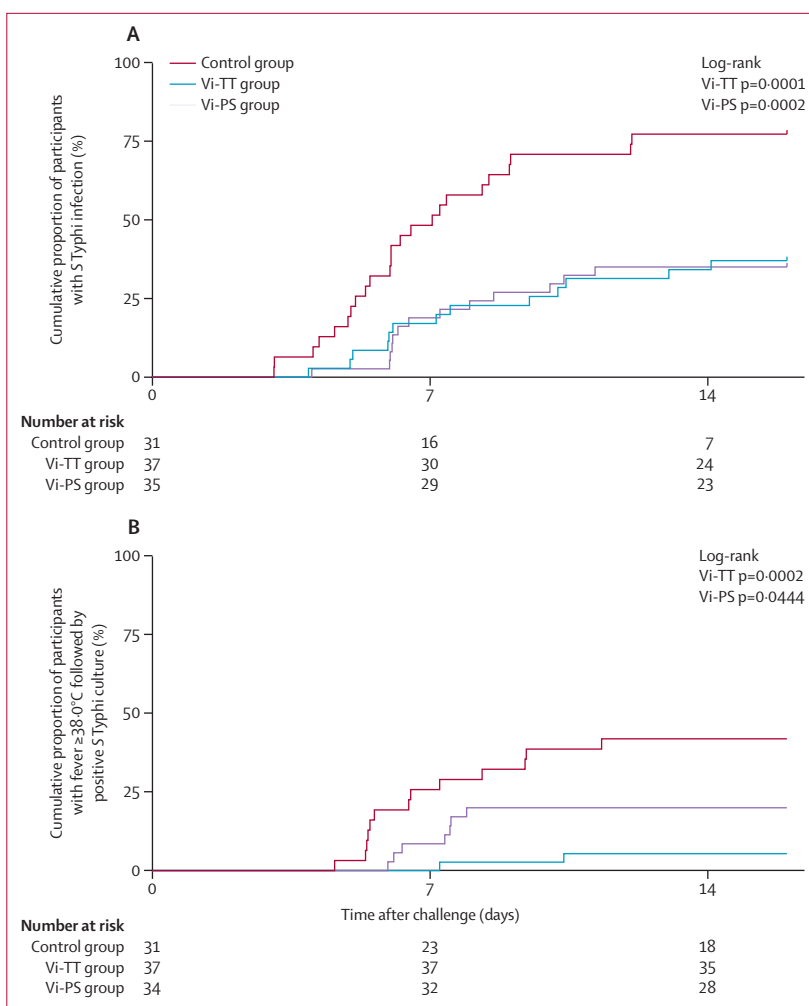 A
100
75
50
25
0
Cumulative proportion of participants
with S Typhi infection (%)
Control group
Vi-TT group
Vi-PS group
Log-rank
Vi-TT p=0·0001
Vi-PS p=0·0002
0 7 14
Number at risk
Control group 31 16 7
Vi-TT group 37 30 24
Vi-PS group 35 29 23
B
100
75
50
25
0
Cumulative proportion of participants
with fever ≥38·0°C followed by
positive S Typhi culture (%)
Log-rank
Vi-TT p=0·0002
Vi-PS p=0·0444
0 7 14
Time after challenge (days)
Number at risk
Control group 31 23 18
Vi-TT group 37 37 35
Vi-PS group 34 32 28